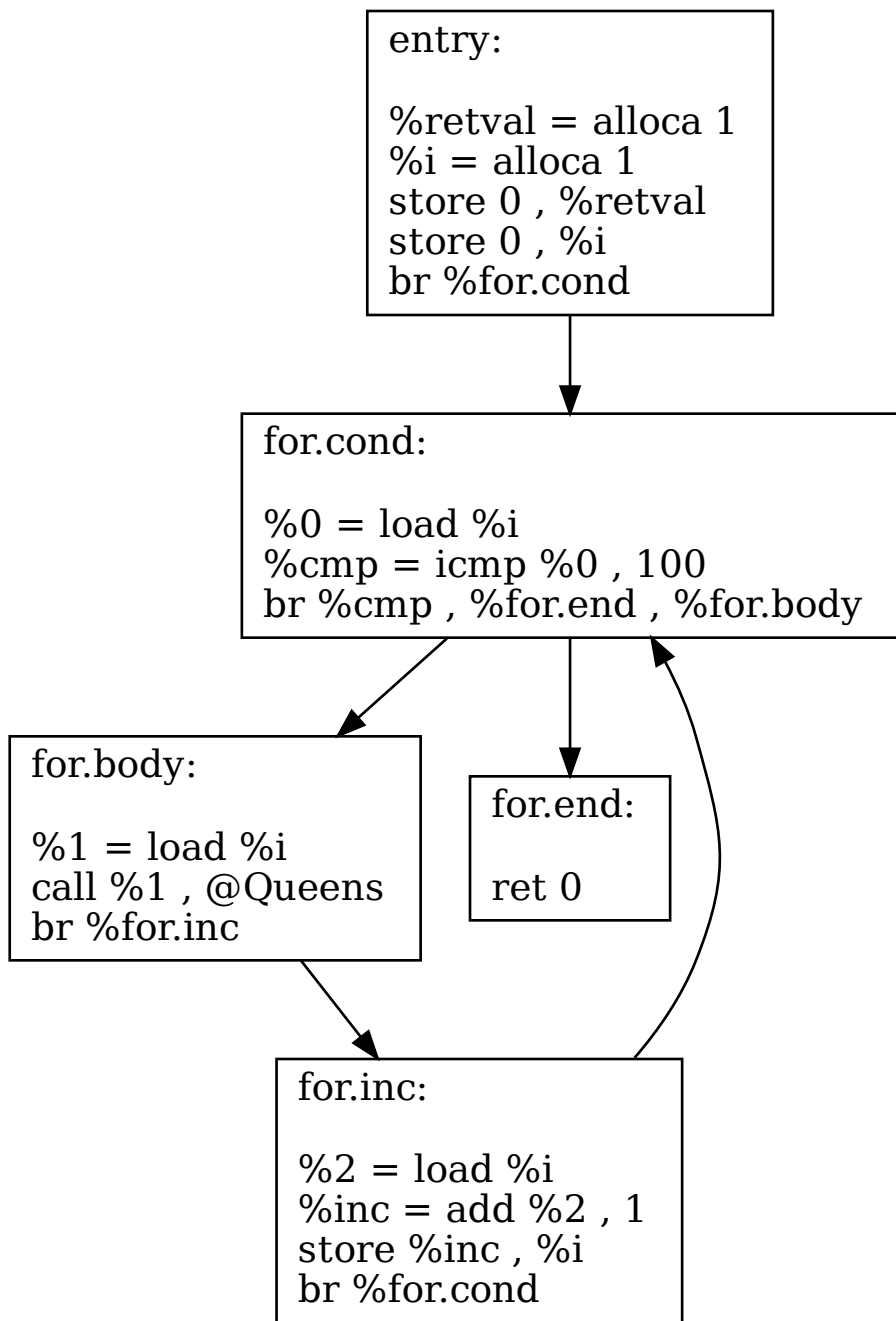 entry:
%retval = alloca 1
%i = alloca 1
store 0 , %retval
store 0 , %i
br %for.cond
for.cond:
%0 = load %i
%cmp = icmp %0 , 100
br %cmp , %for.end , %for.body
for.body:
%1 = load %i
call %1 , @Queens
br %for.inc
for.end:
ret 0
for.inc:
%2 = load %i
%inc = add %2 , 1
store %inc , %i
br %for.cond